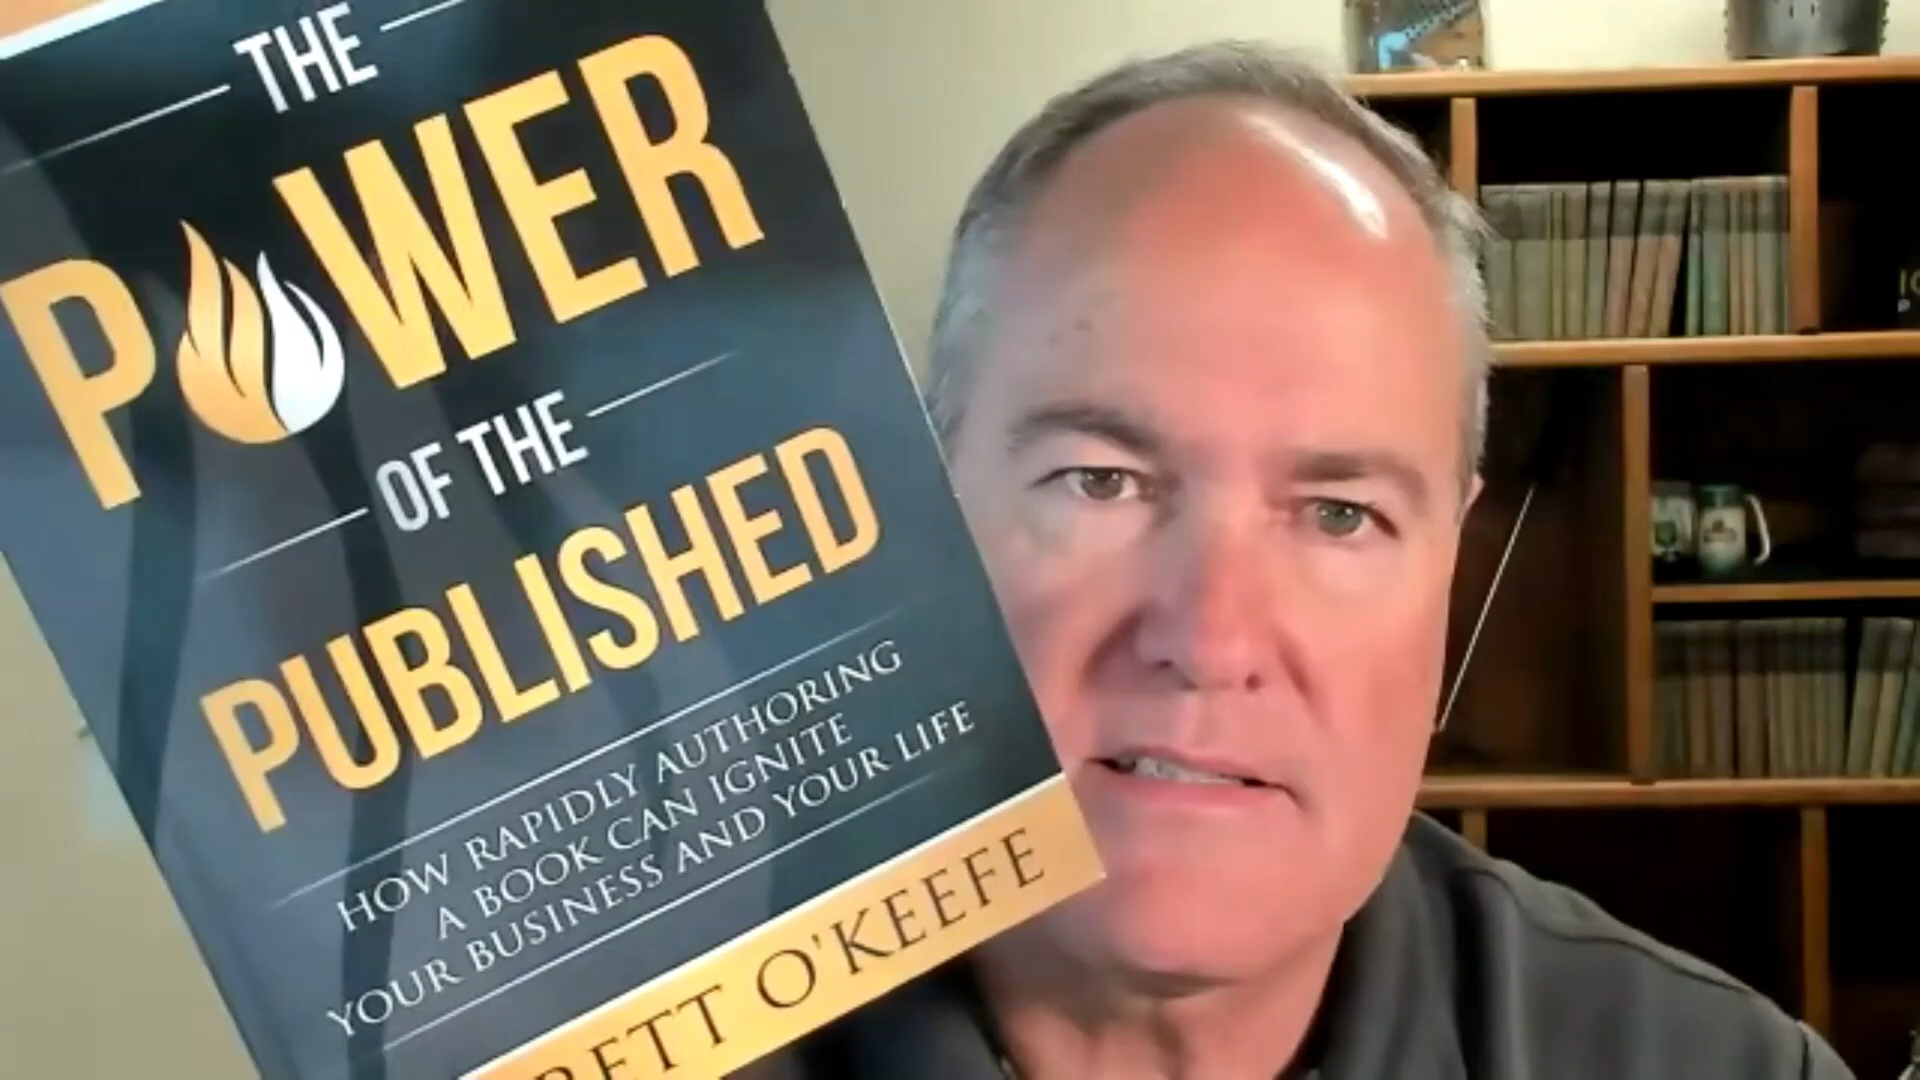 THE
POWER
OF THE
PUBLISHED
HOW RAPIDLY AUTHORING
A BOOK CAN IGNITE
YOUR BUSINESS AND YOUR LIFE
O'KEEFE